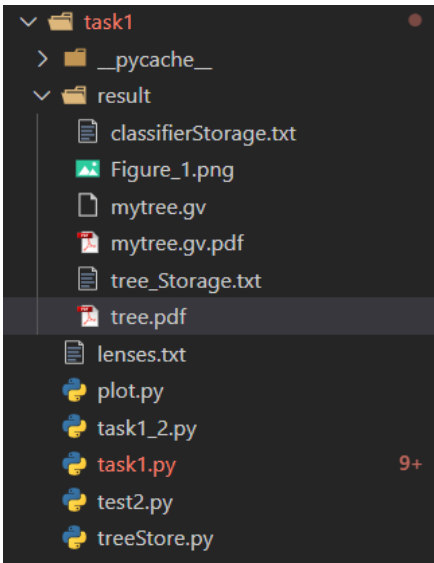 task1
__pycache__
result
classifierStorage.txt
Figure_1.png
mytree.gv
mytree.gv.pdf
tree_Storage.txt
tree.pdf
lenses.txt
plot.py
task1_2.py
task1.py 9+
test2.py
treeStore.py